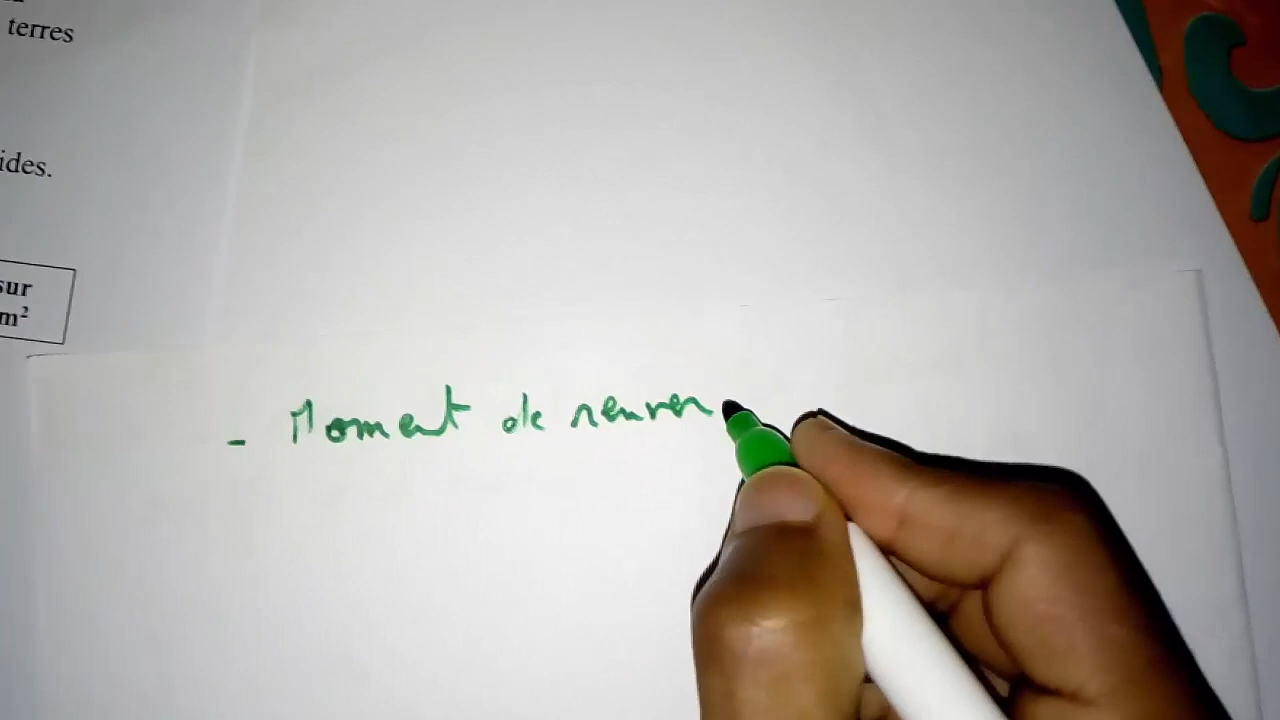 terres
ides.
sur
m²
- Moment de renver